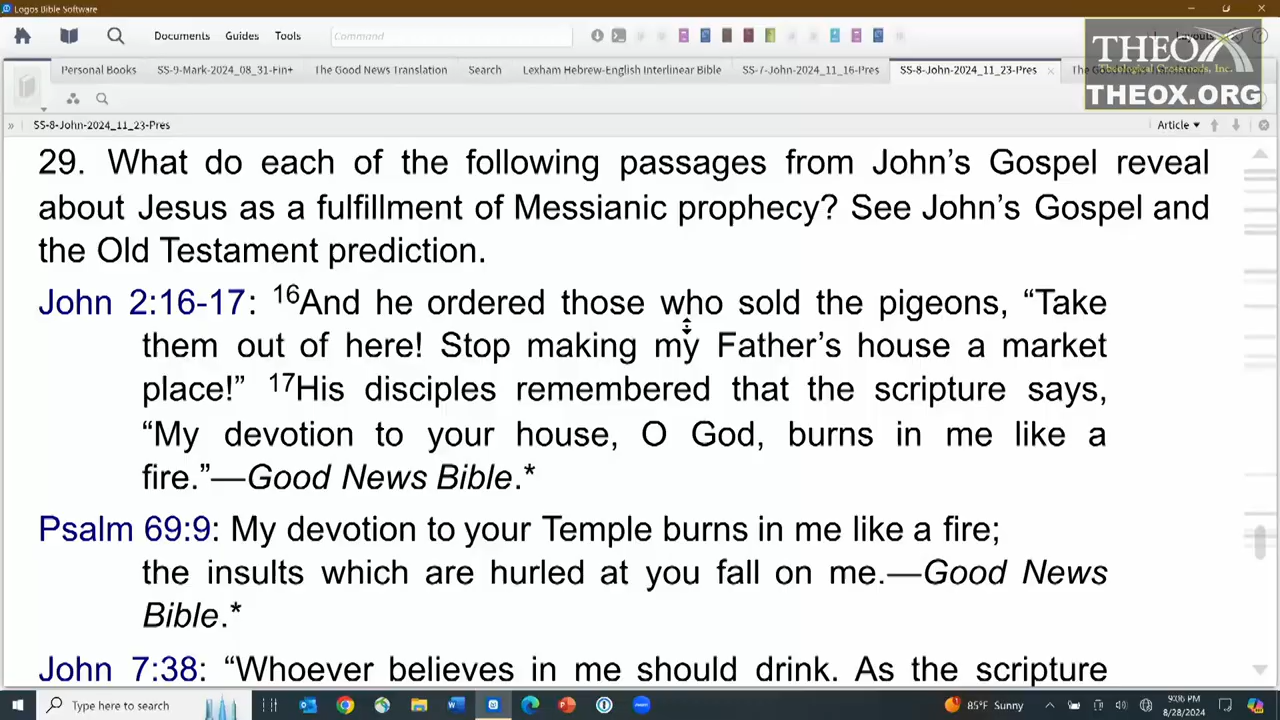 Logos Bible Software
Documents Guides Tools Command
Personal Books SS-9-Mark-2024_08_31-Fin+ The Good News Translation Search Lexham Hebrew-English Interlinear Bible SS-7-John-2024_11_16-Pres SS-8-John-2024_11_23-Pres
THEOX
Theological Crossroads, Inc.
THEOX.ORG
SS-8-John-2024_11_23-Pres Article
29. What do each of the following passages from John’s Gospel reveal
about Jesus as a fulfillment of Messianic prophecy? See John’s Gospel and
the Old Testament prediction.
John 2:16-17: 16And he ordered those who sold the pigeons, “Take
them out of here! Stop making my Father’s house a market
place!” 17His disciples remembered that the scripture says,
“My devotion to your house, O God, burns in me like a
fire.”—Good News Bible.*
Psalm 69:9: My devotion to your Temple burns in me like a fire;
the insults which are hurled at you fall on me.—Good News
Bible.*
John 7:38: “Whoever believes in me should drink. As the scripture
Type here to search 85°F Sunny 9:06 PM
8/28/2024